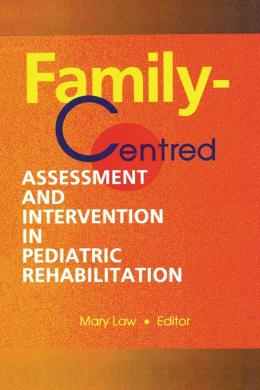 Family-
Centred
ASSESSMENT
AND
INTERVENTION
IN
PEDIATRIC
REHABILITATION
Mary Law • Editor